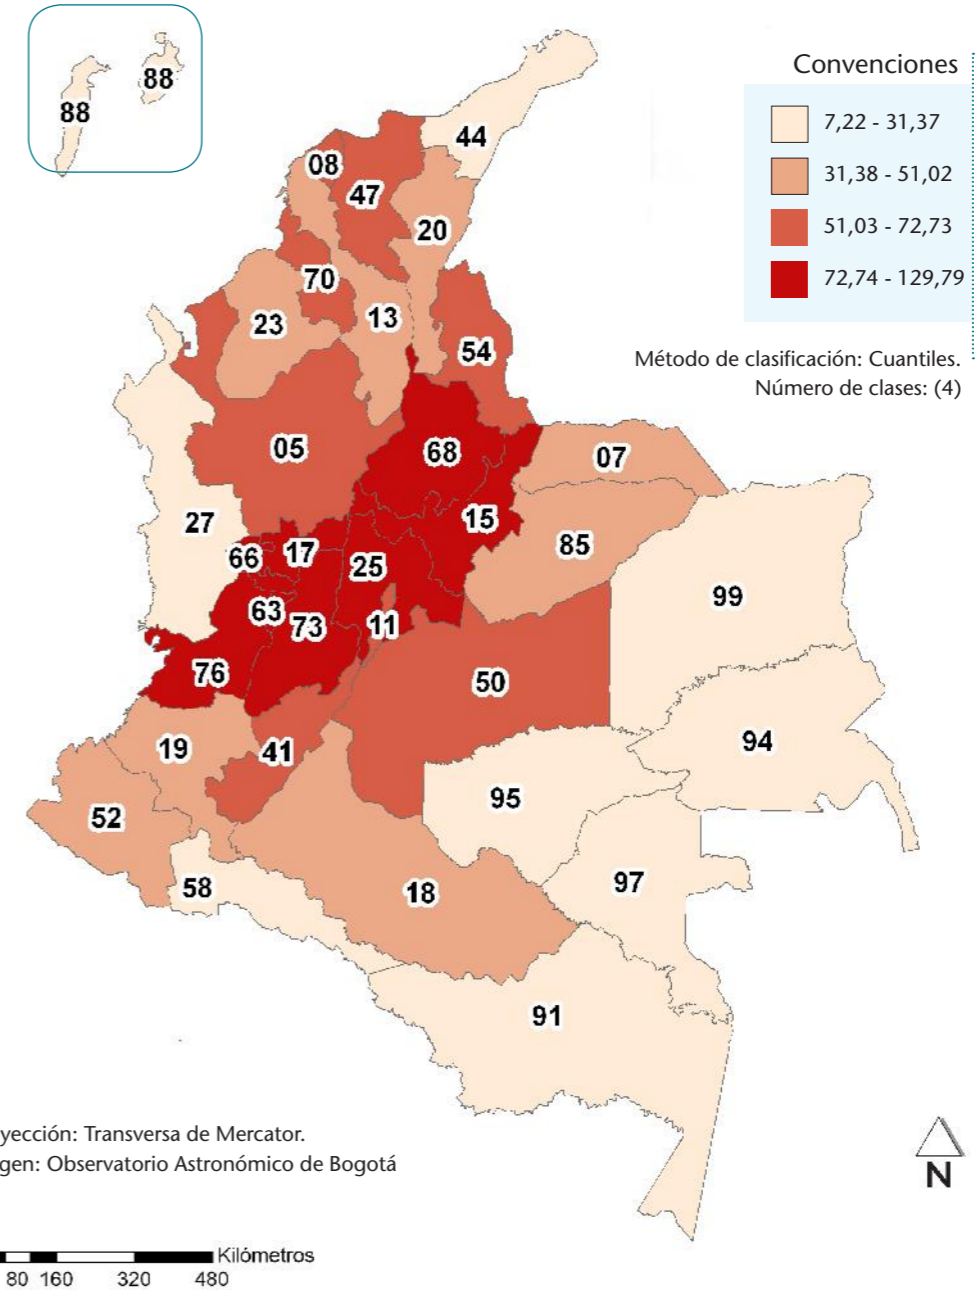 88
88
Convenciones
7,22 - 31,37
31,38 - 51,02
51,03 - 72,73
72,74 - 129,79
Método de clasificación: Cuantiles.
Número de clases: (4)
44
08
47
20
70
13
23
54
05
68
07
27
15
66
17
25
85
63
73
11
99
76
50
19
41
94
52
95
58
18
97
91
yección: Transversa de Mercator.
gen: Observatorio Astronómico de Bogotá
N
Kilómetros
80 160 320 480